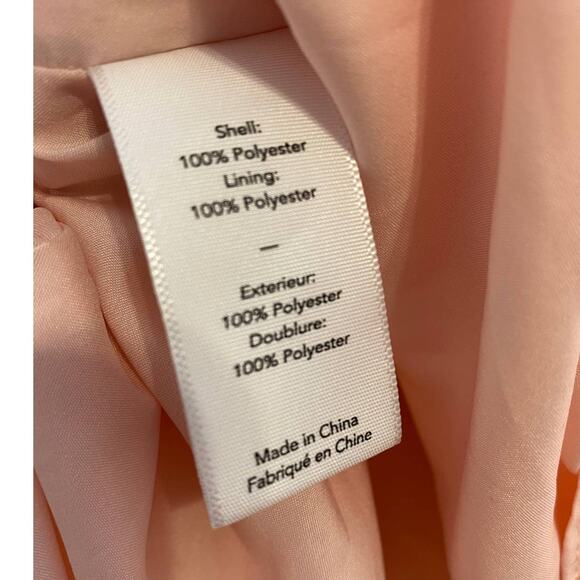 Shell:
100% Polyester
Lining:
100% Polyester
—
Exterieur:
100% Polyester
Doublure:
100% Polyester
Made in China
Fabriqué en Chine